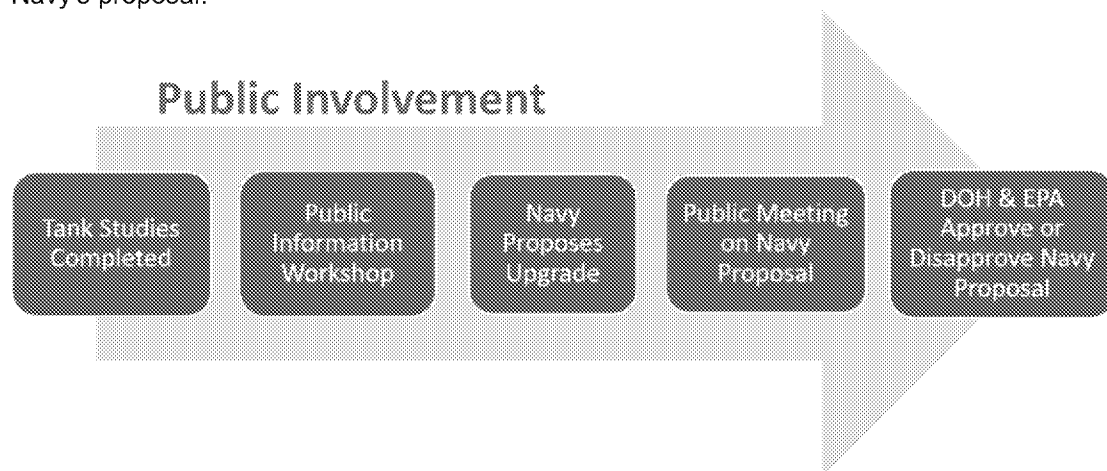 Navy's proposal.
Public Involvement
Tank Studies
Completed
Public
Information
Workshop
Navy
Proposes
Upgrade
Public Meeting
on Navy
Proposal
DOH & EPA
Approve or
Disapprove Navy
Proposal